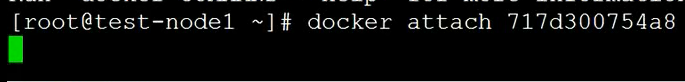 [root@test-node1 ~]# docker attach 717d300754a8